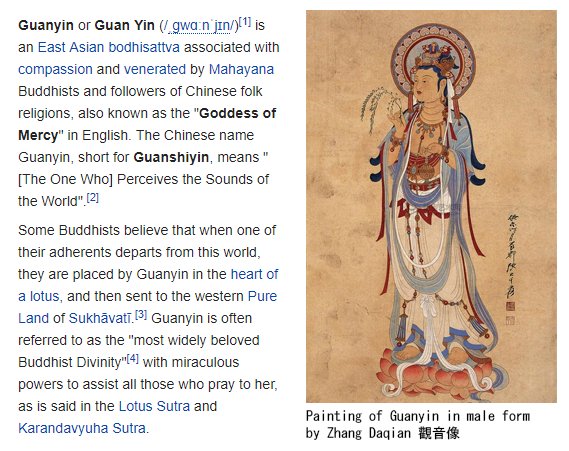 Guanyin or Guan Yin (/ˌɡwɑːnˈjɪn/)[1] is
an East Asian bodhisattva associated with
compassion and venerated by Mahayana
Buddhists and followers of Chinese folk
religions, also known as the "Goddess of
Mercy" in English. The Chinese name
Guanyin, short for Guanshiyin, means "
[The One Who] Perceives the Sounds of
the World".[2]
Some Buddhists believe that when one of
their adherents departs from this world,
they are placed by Guanyin in the heart of
a lotus, and then sent to the western Pure
Land of Sukhāvatī.[3] Guanyin is often
referred to as the "most widely beloved
Buddhist Divinity"[4] with miraculous
powers to assist all those who pray to her,
as is said in the Lotus Sutra and
Karandavyuha Sutra.
Painting of Guanyin in male form
by Zhang Daqian 觀音像